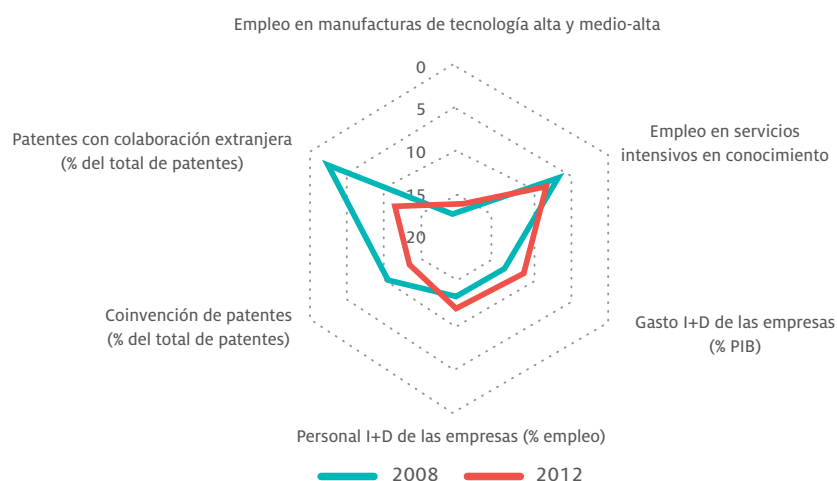 Empleo en manufacturas de tecnología alta y medio-alta
0
5
10
15
20
Patentes con colaboración extranjera
(% del total de patentes)
Empleo en servicios
intensivos en conocimiento
Coinvención de patentes
(% del total de patentes)
Gasto I+D de las empresas
(% PIB)
Personal I+D de las empresas (% empleo)
2008 2012